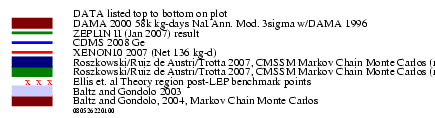 DATA listed top to bottom on plot
DAMA 2000 58k kg-days NaI Ann. Mod. 3sigma w/DAMA 1996
ZEPLIN II (Jan 2007) result
CDMS 2008 Ge
XENON10 2007 (Net 136 kg-d)
Roszkowski/Ruiz de Austri/Trotta 2007, CMSSM Markov Chain Monte Carlos (
Roszkowski/Ruiz de Austri/Trotta 2007, CMSSM Markov Chain Monte Carlos (
x x x Ellis et. al Theory region post-LEP benchmark points
Baltz and Gondolo 2003
Baltz and Gondolo, 2004, Markov Chain Monte Carlos
080526220100